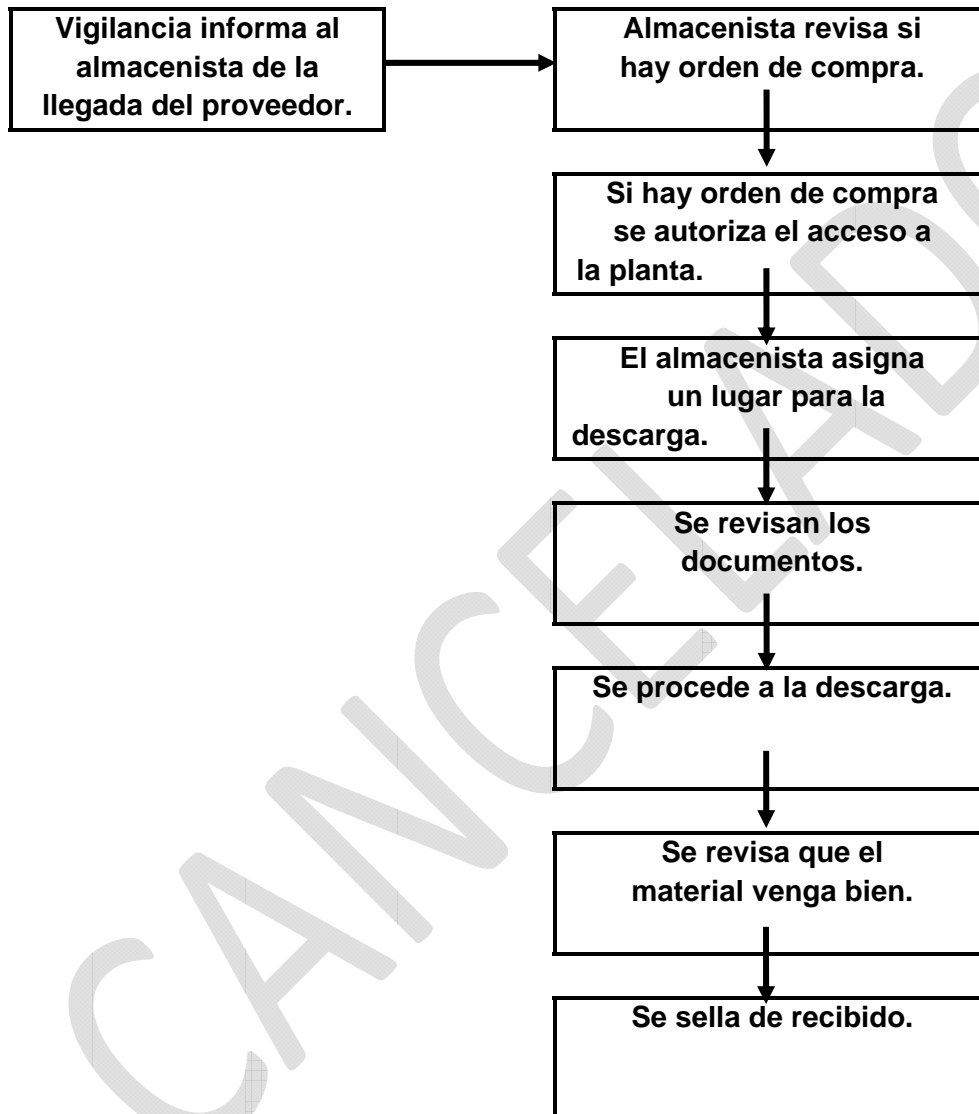 Vigilancia informa al
almacenista de la
llegada del proveedor.
Almacenista revisa si
hay orden de compra.
Si hay orden de compra
se autoriza el acceso a
la planta.
El almacenista asigna
un lugar para la
descarga.
Se revisan los
documentos.
Se procede a la descarga.
Se revisa que el
material venga bien.
Se sella de recibido.
CANCELADO